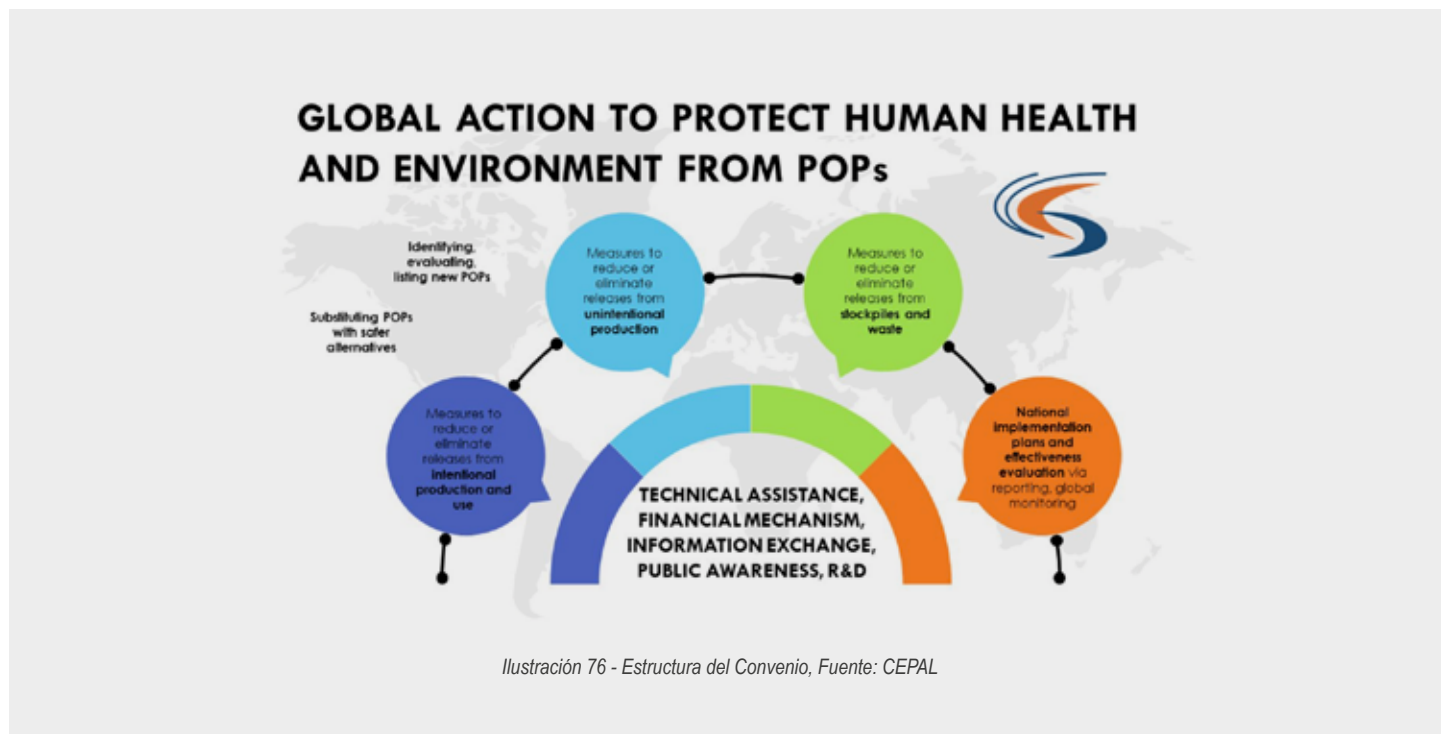 GLOBAL ACTION TO PROTECT HUMAN HEALTH
AND ENVIRONMENT FROM POPs
Identifying,
evaluating,
listing new POPs
Substituting POPs
with safer
alternatives
Measures to
reduce or
eliminate
releases from
intentional
production and
use
Measures to
reduce or
eliminate
releases from
unintentional
production
Measures to
reduce or
eliminate
releases from
stockpiles and
waste
National
implementation
plans and
effectiveness
evaluation via
reporting, global
monitoring
TECHNICAL ASSISTANCE,
FINANCIAL MECHANISM,
INFORMATION EXCHANGE,
PUBLIC AWARENESS, R&D
Ilustración 76 - Estructura del Convenio, Fuente: CEPAL